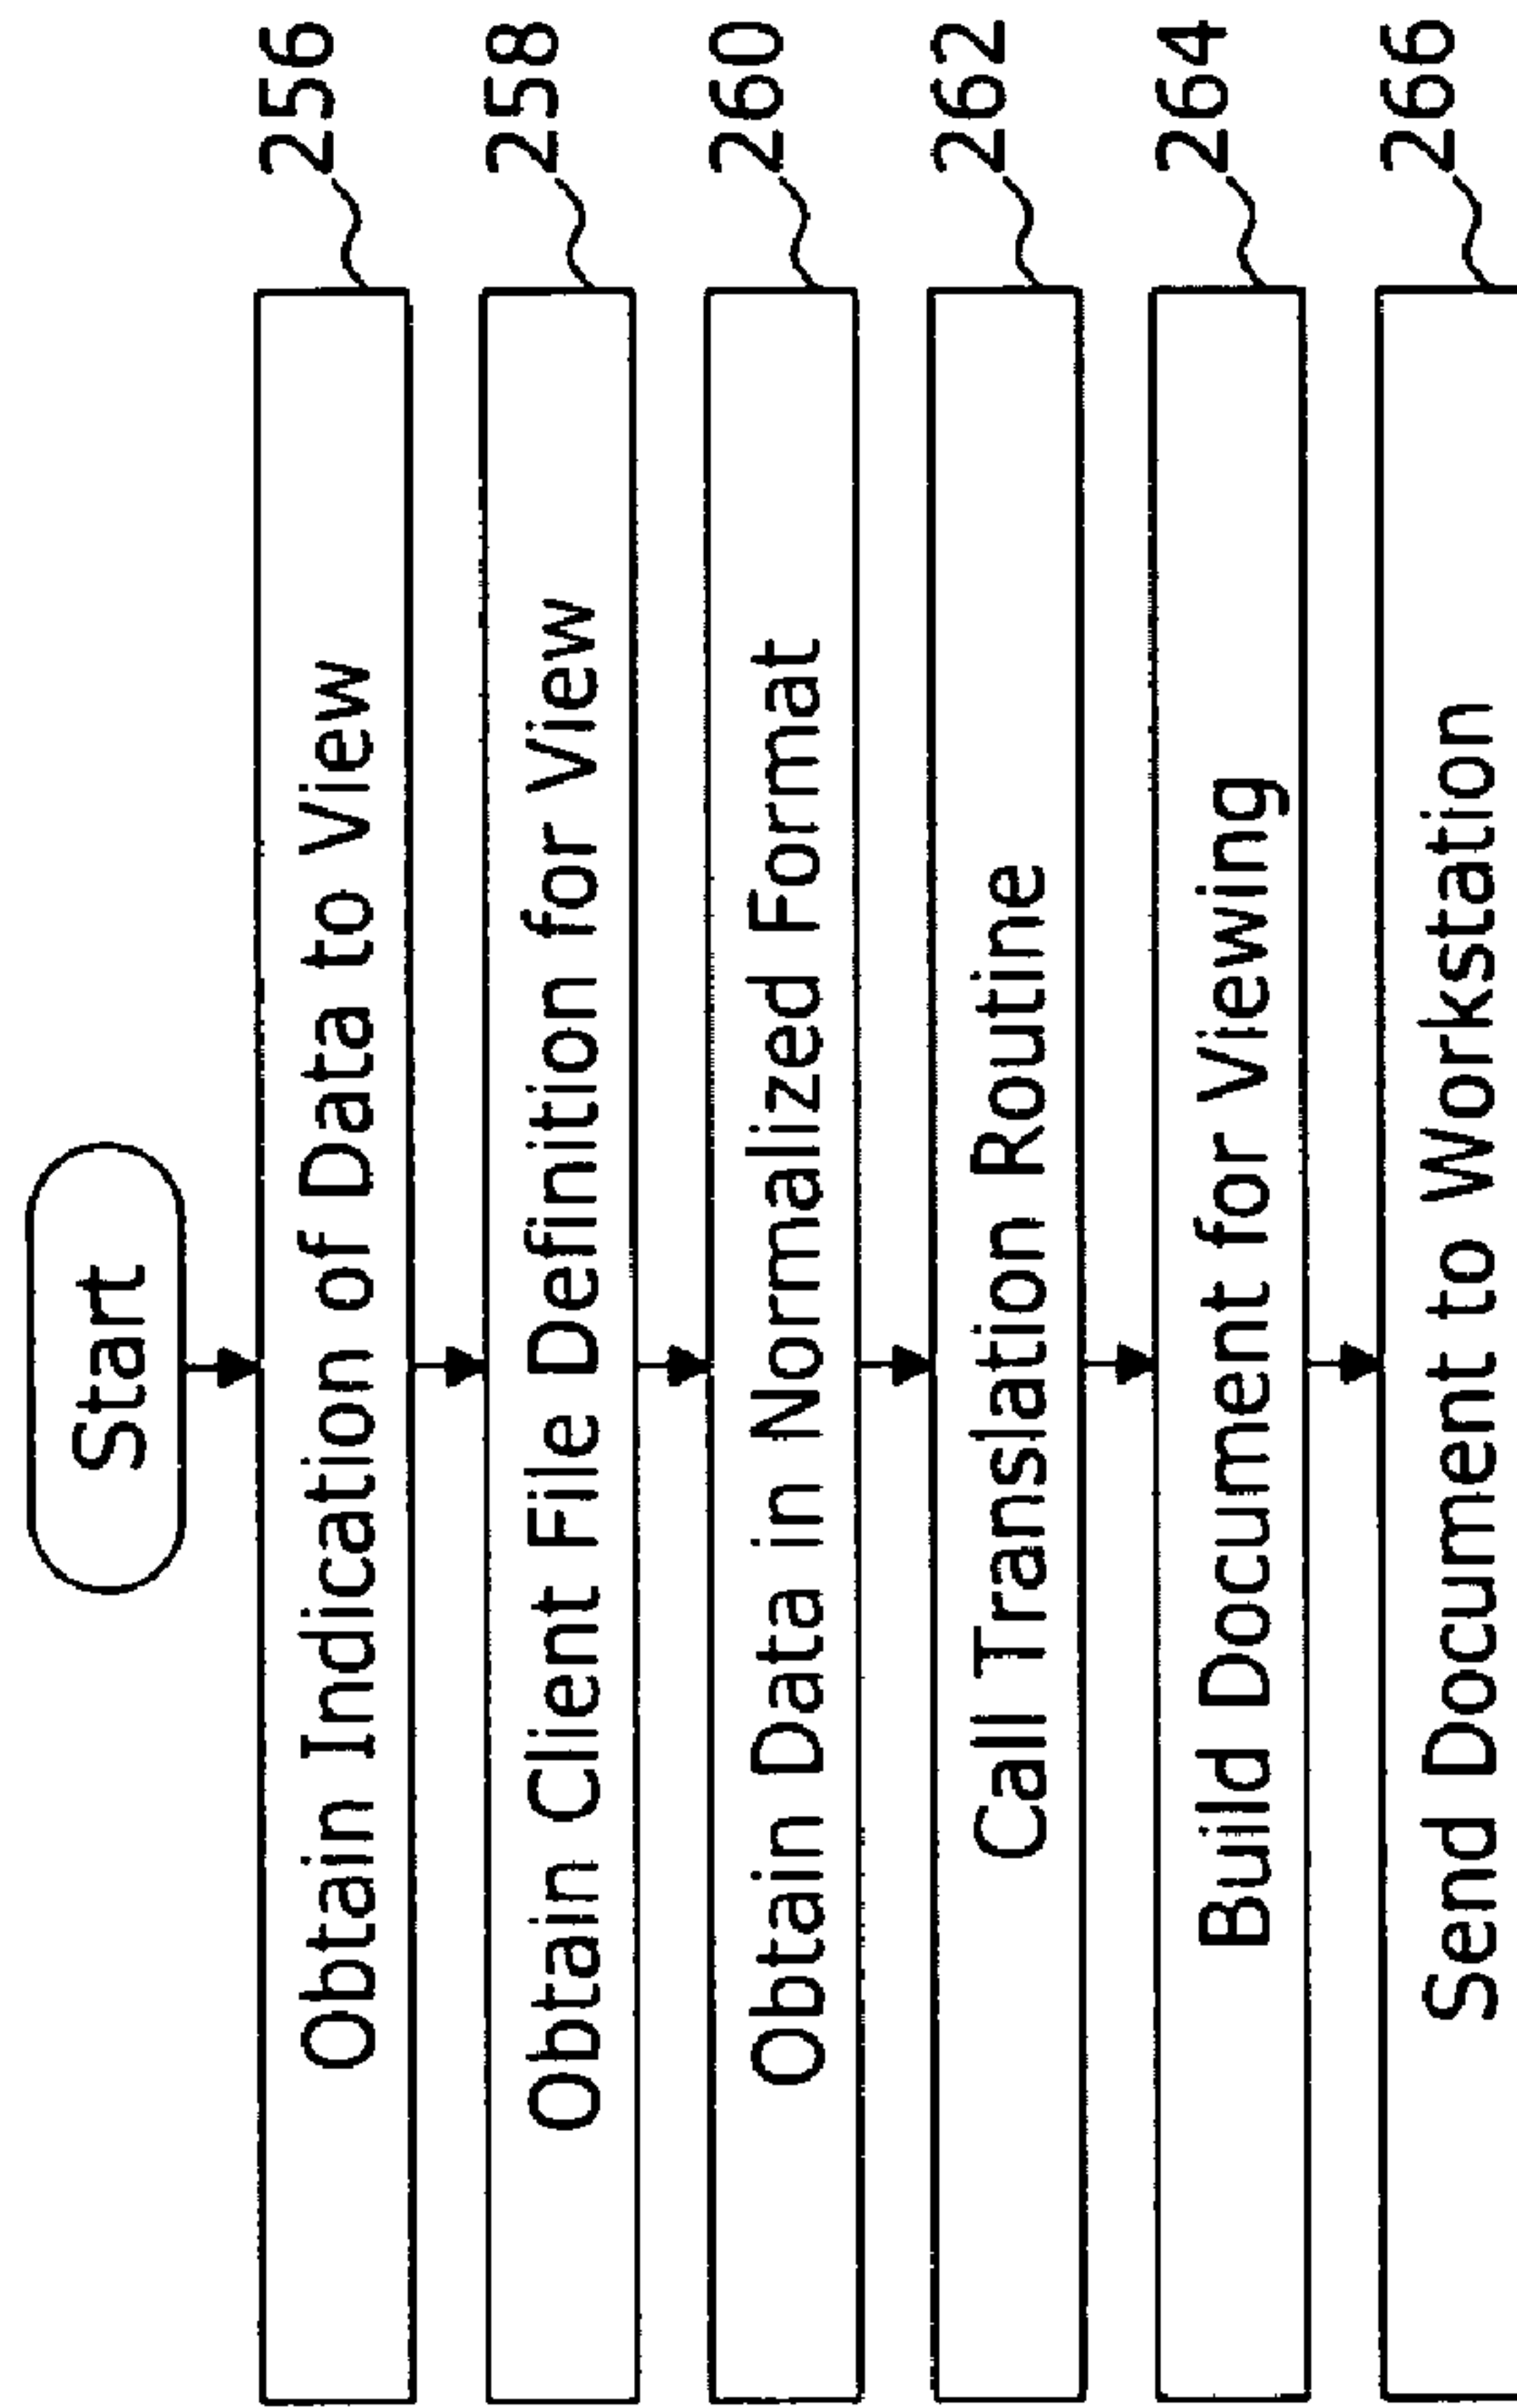 Start
Obtain Indication of Data to View
256
Obtain Client File Definition for View
258
Obtain Data in Normalized Format
260
Call Translation Routine
262
Build Document for Viewing
264
Send Document to Workstation
266